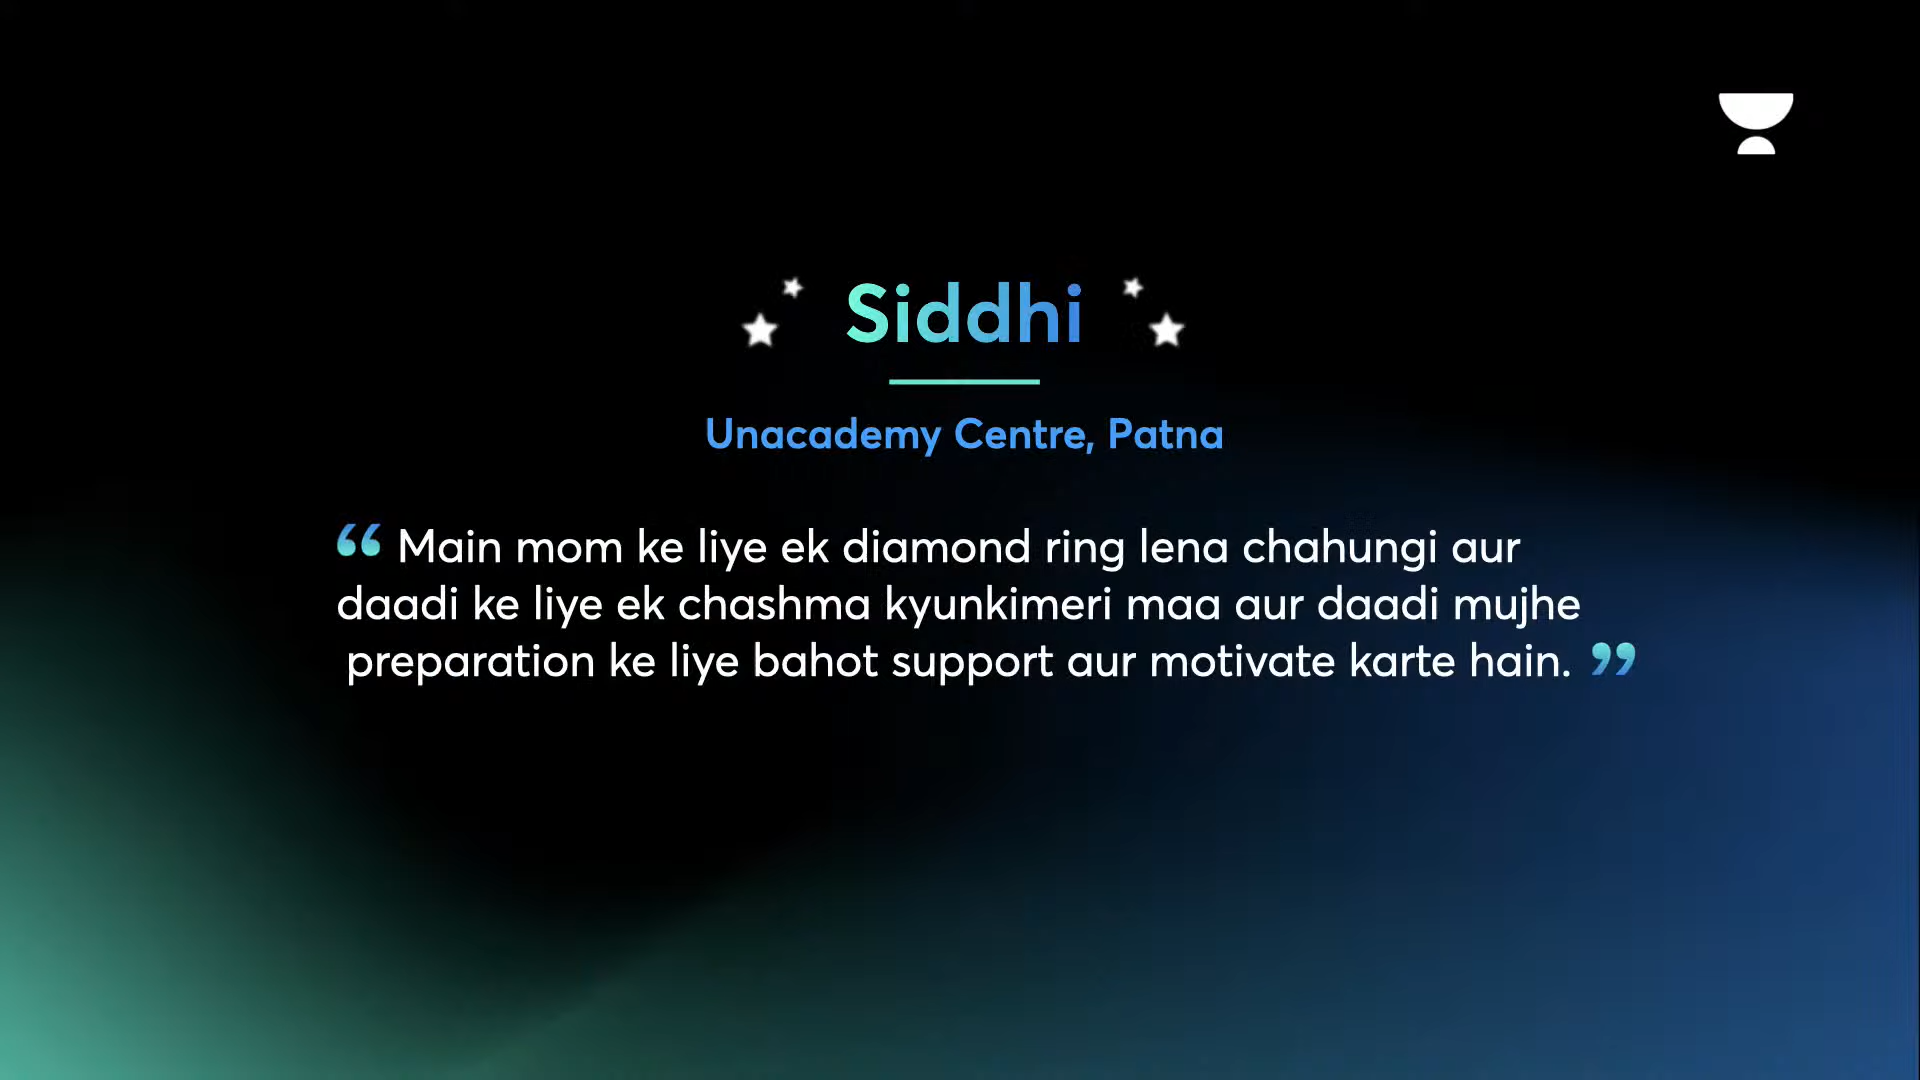 Siddhi
Unacademy Centre, Patna
“ Main mom ke liye ek diamond ring lena chahungi aur
daadi ke liye ek chashma kyunkimeri maa aur daadi mujhe
preparation ke liye bahot support aur motivate karte hain. ”